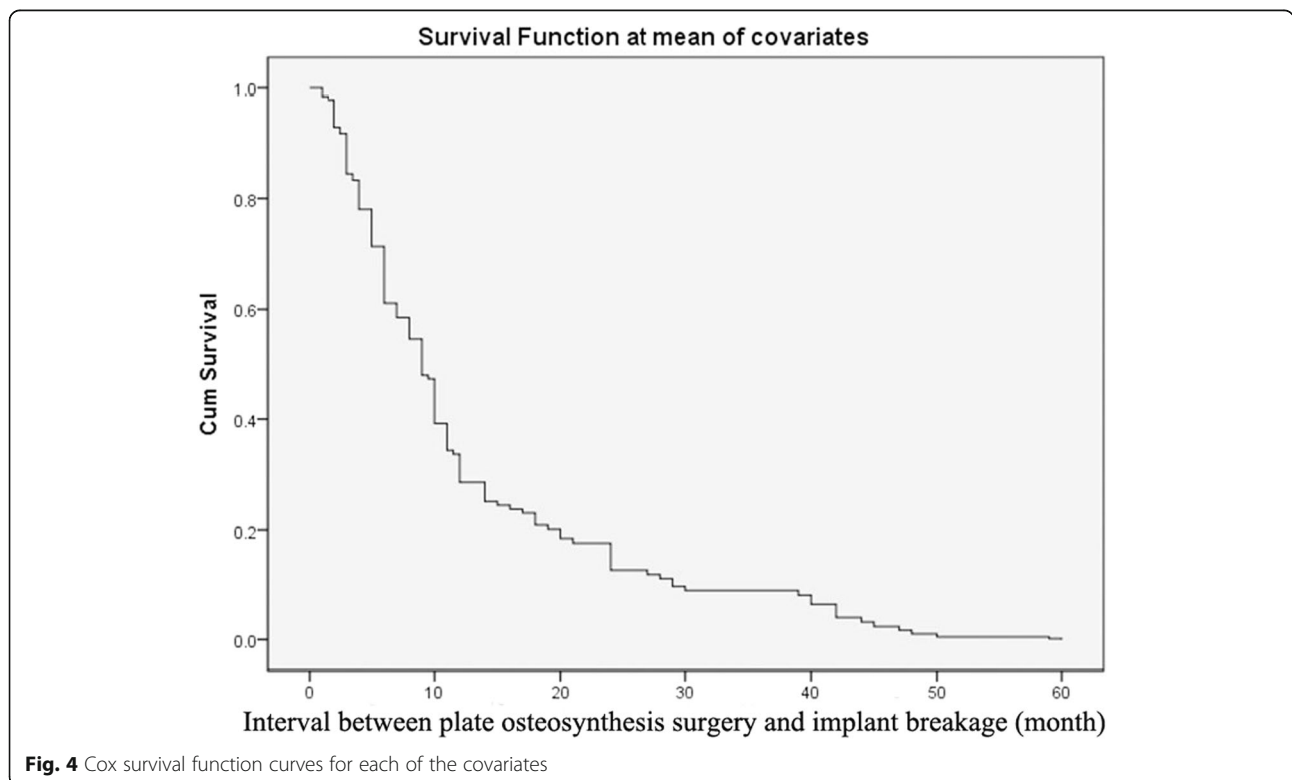 Survival Function at mean of covariates
1.0
0.8
0.6
0.4
0.2
0.0
Cum Survival
0 10 20 30 40 50 60
Interval between plate osteosynthesis surgery and implant breakage (month)
Fig. 4 Cox survival function curves for each of the covariates